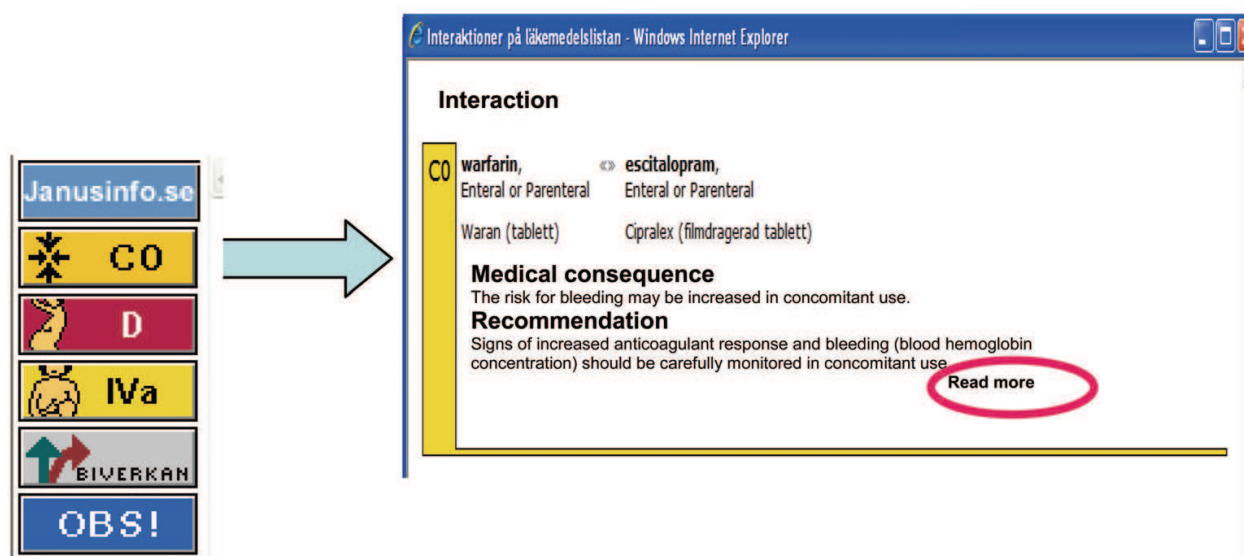 Janusinfo.se
C0
D
IVa
BIVERKAN
OBS!
Interaktioner på läkemedelslistan - Windows Internet Explorer
Interaction
C0 warfarin, escitalopram,
Enteral or Parenteral Enteral or Parenteral
Waran (tablett) Cipralex (filmdragerad tablett)
Medical consequence
The risk for bleeding may be increased in concomitant use.
Recommendation
Signs of increased anticoagulant response and bleeding (blood hemoglobin
concentration) should be carefully monitored in concomitant use.
Read more